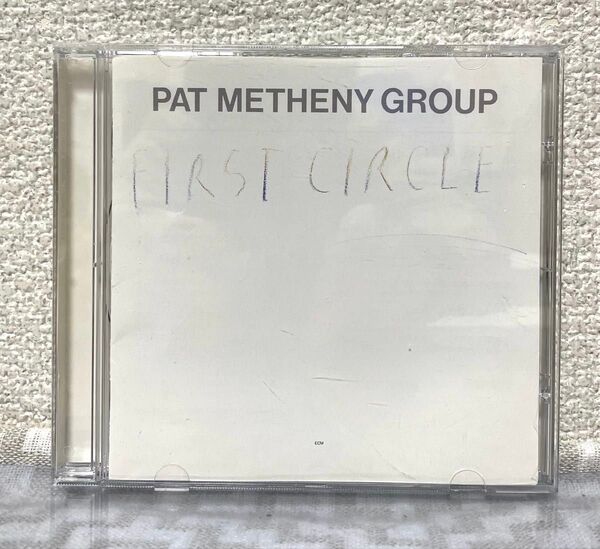 PAT METHENY GROUP
FIRST CIRCLE
ECM